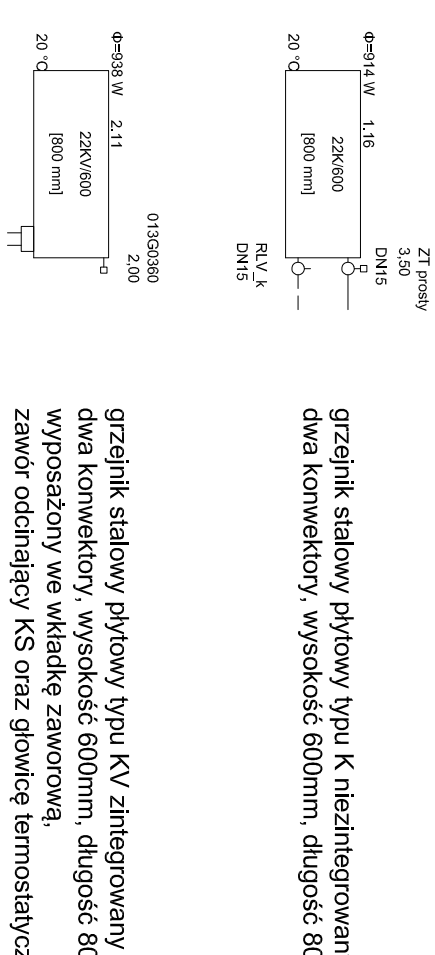 ZT prosty
3,50
DN15
Φ=914 W 1.16
22K/600
[800 mm]
20 °C
RLV_k
DN15
grzejnik stalowy płytowy typu K niezintegrowan
dwa konwektory, wysokość 600mm, długość 80
013G0360
2,00
Φ=938 W 2.11
22KV/600
[800 mm]
20 °C
grzejnik stalowy płytowy typu KV zintegrowany
dwa konwektory, wysokość 600mm, długość 80
wyposażony we wkładkę zaworową,
zawór odcinający KS oraz głowicę termostatycz